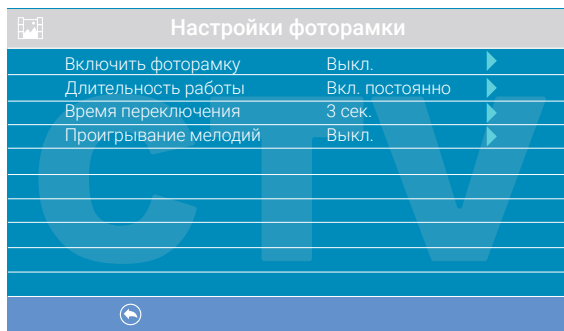 Настройки фоторамки
Включить фоторамку Выкл.
Длительность работы Вкл. постоянно
Время переключения 3 сек.
Проигрывание мелодий Выкл.
CTV